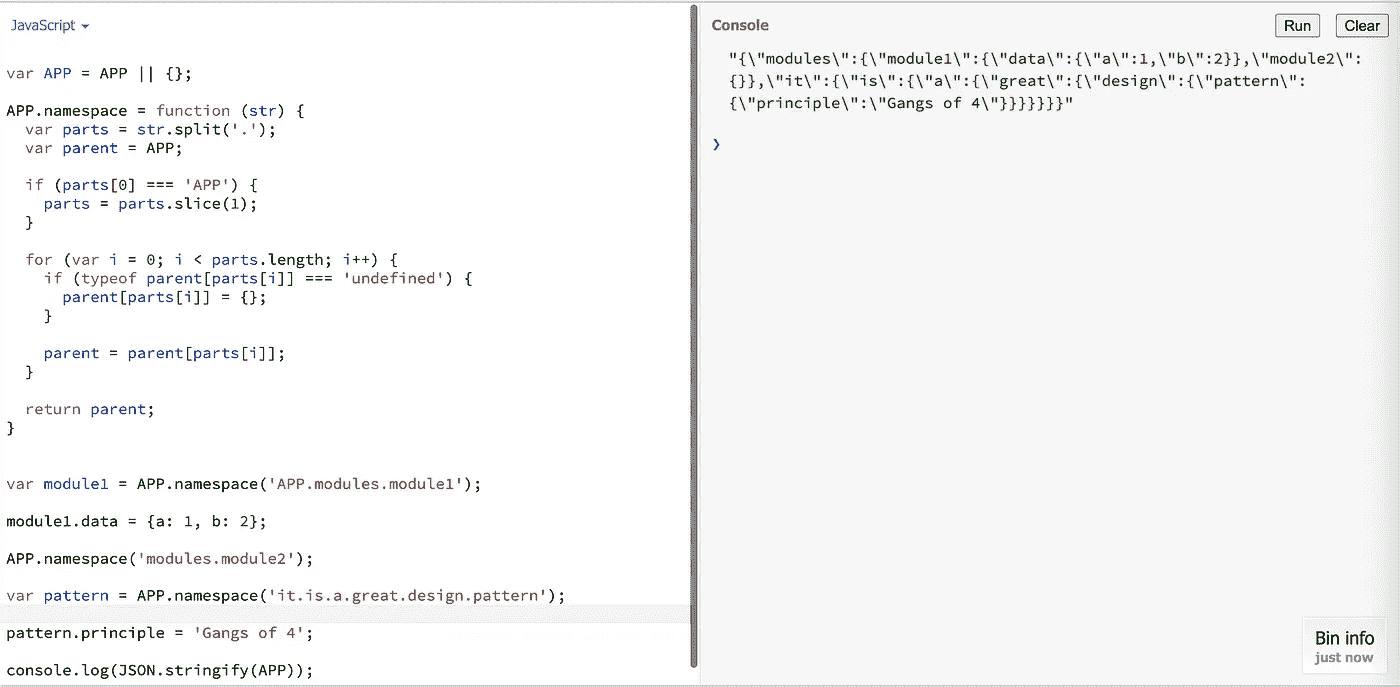 JavaScript
var APP = APP || {};
APP.namespace = function (str) {
  var parts = str.split('.');
  var parent = APP;
  if (parts[0] === 'APP') {
    parts = parts.slice(1);
  }
  for (var i = 0; i < parts.length; i++) {
    if (typeof parent[parts[i]] === 'undefined') {
      parent[parts[i]] = {};
    }
    parent = parent[parts[i]];
  }
  return parent;
}
var module1 = APP.namespace('APP.modules.module1');
module1.data = {a: 1, b: 2};
APP.namespace('modules.module2');
var pattern = APP.namespace('it.is.a.great.design.pattern');
pattern.principle = 'Gangs of 4';
console.log(JSON.stringify(APP));
Console
Run
Clear
"{\"modules\":{\"module1\":{\"data\":{\"a\":1,\"b\":2}},\"module2\":
{}},\"it\":{\"is\":{\"a\":{\"great\":{\"design\":{\"pattern\":
{\"principle\":\"Gangs of 4\"}}}}}}}"
Bin info
just now